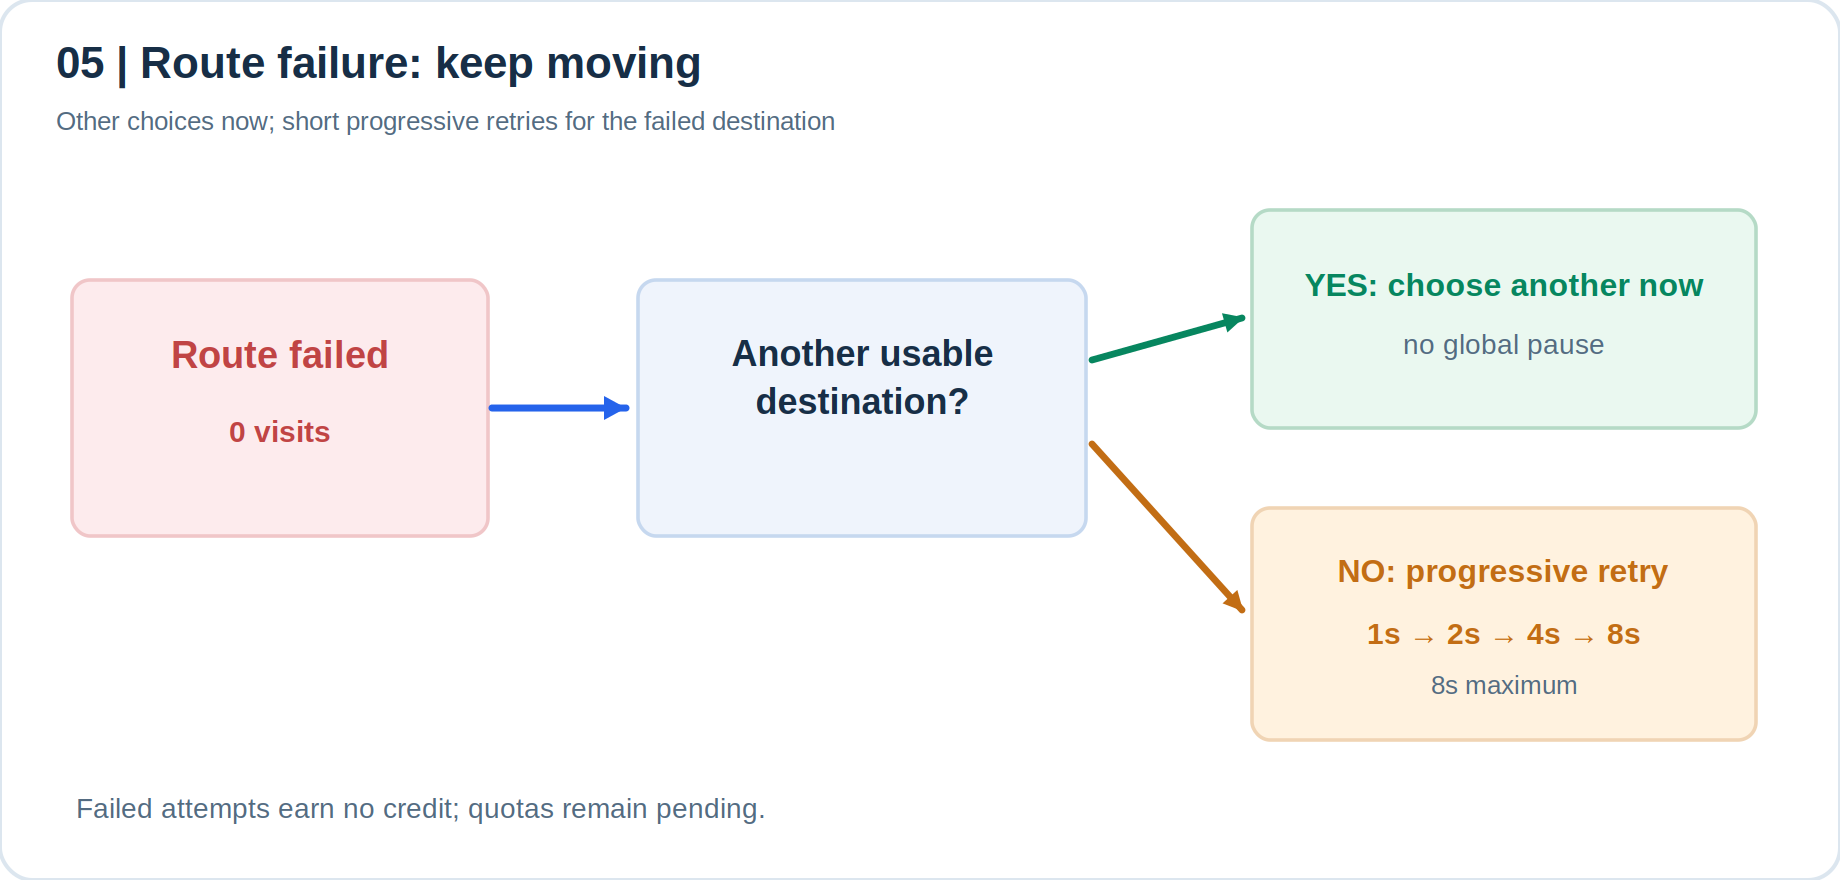 05 | Route failure: keep moving
Other choices now; short progressive retries for the failed destination
Route failed
0 visits
Another usable
destination?
YES: choose another now
no global pause
NO: progressive retry
1s → 2s → 4s → 8s
8s maximum
Failed attempts earn no credit; quotas remain pending.